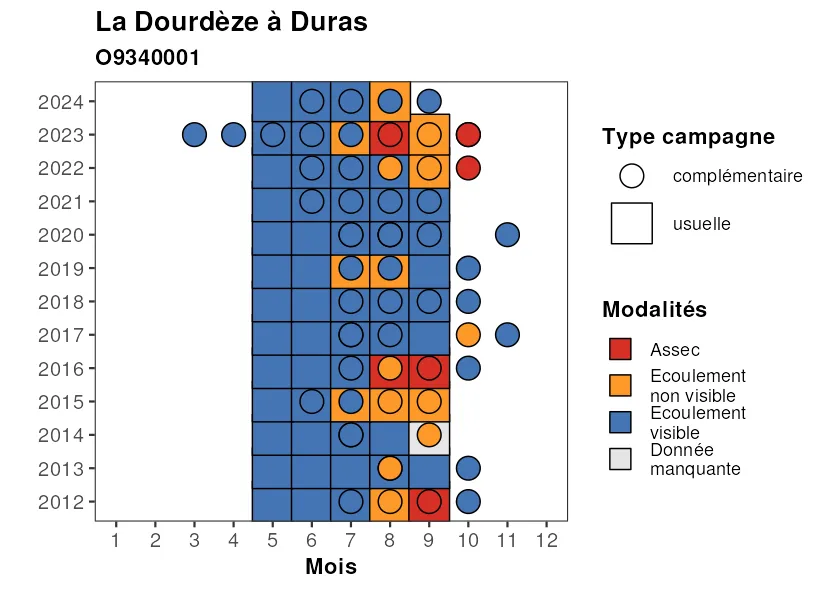 La Dourdèze à Duras
O9340001
2024
2023
2022
2021
2020
2019
2018
2017
2016
2015
2014
2013
2012
1 2 3 4 5 6 7 8 9 10 11 12
Mois
Type campagne
complémentaire
usuelle
Modalités
Assec
Ecoulement
non visible
Ecoulement
visible
Donnée
manquante